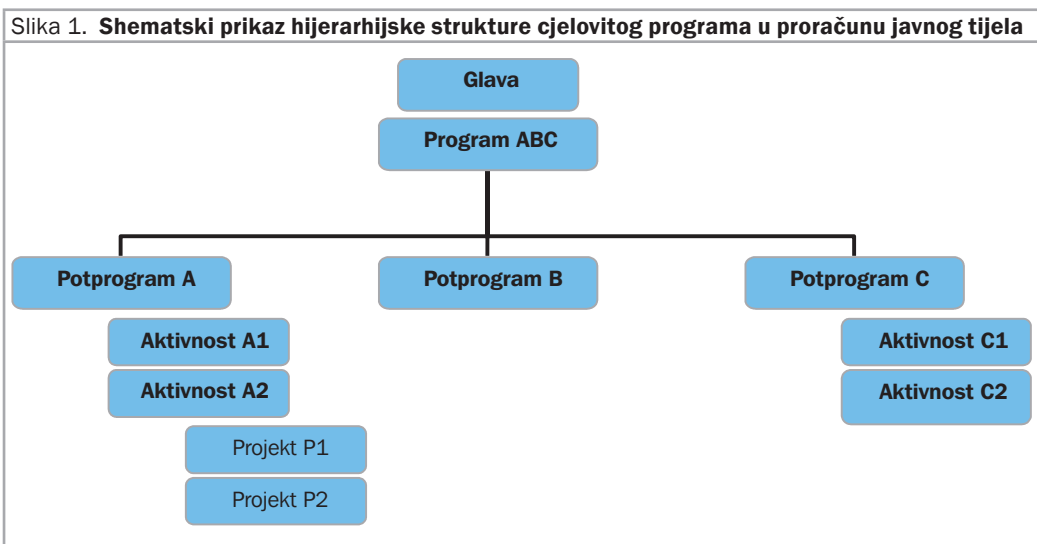 Slika 1. Shematski prikaz hijerarhijske strukture cjelovitog programa u proračunu javnog tijela
Glava
Program ABC
Potprogram A
Potprogram B
Potprogram C
Aktivnost A1
Aktivnost C1
Aktivnost A2
Aktivnost C2
Projekt P1
Projekt P2